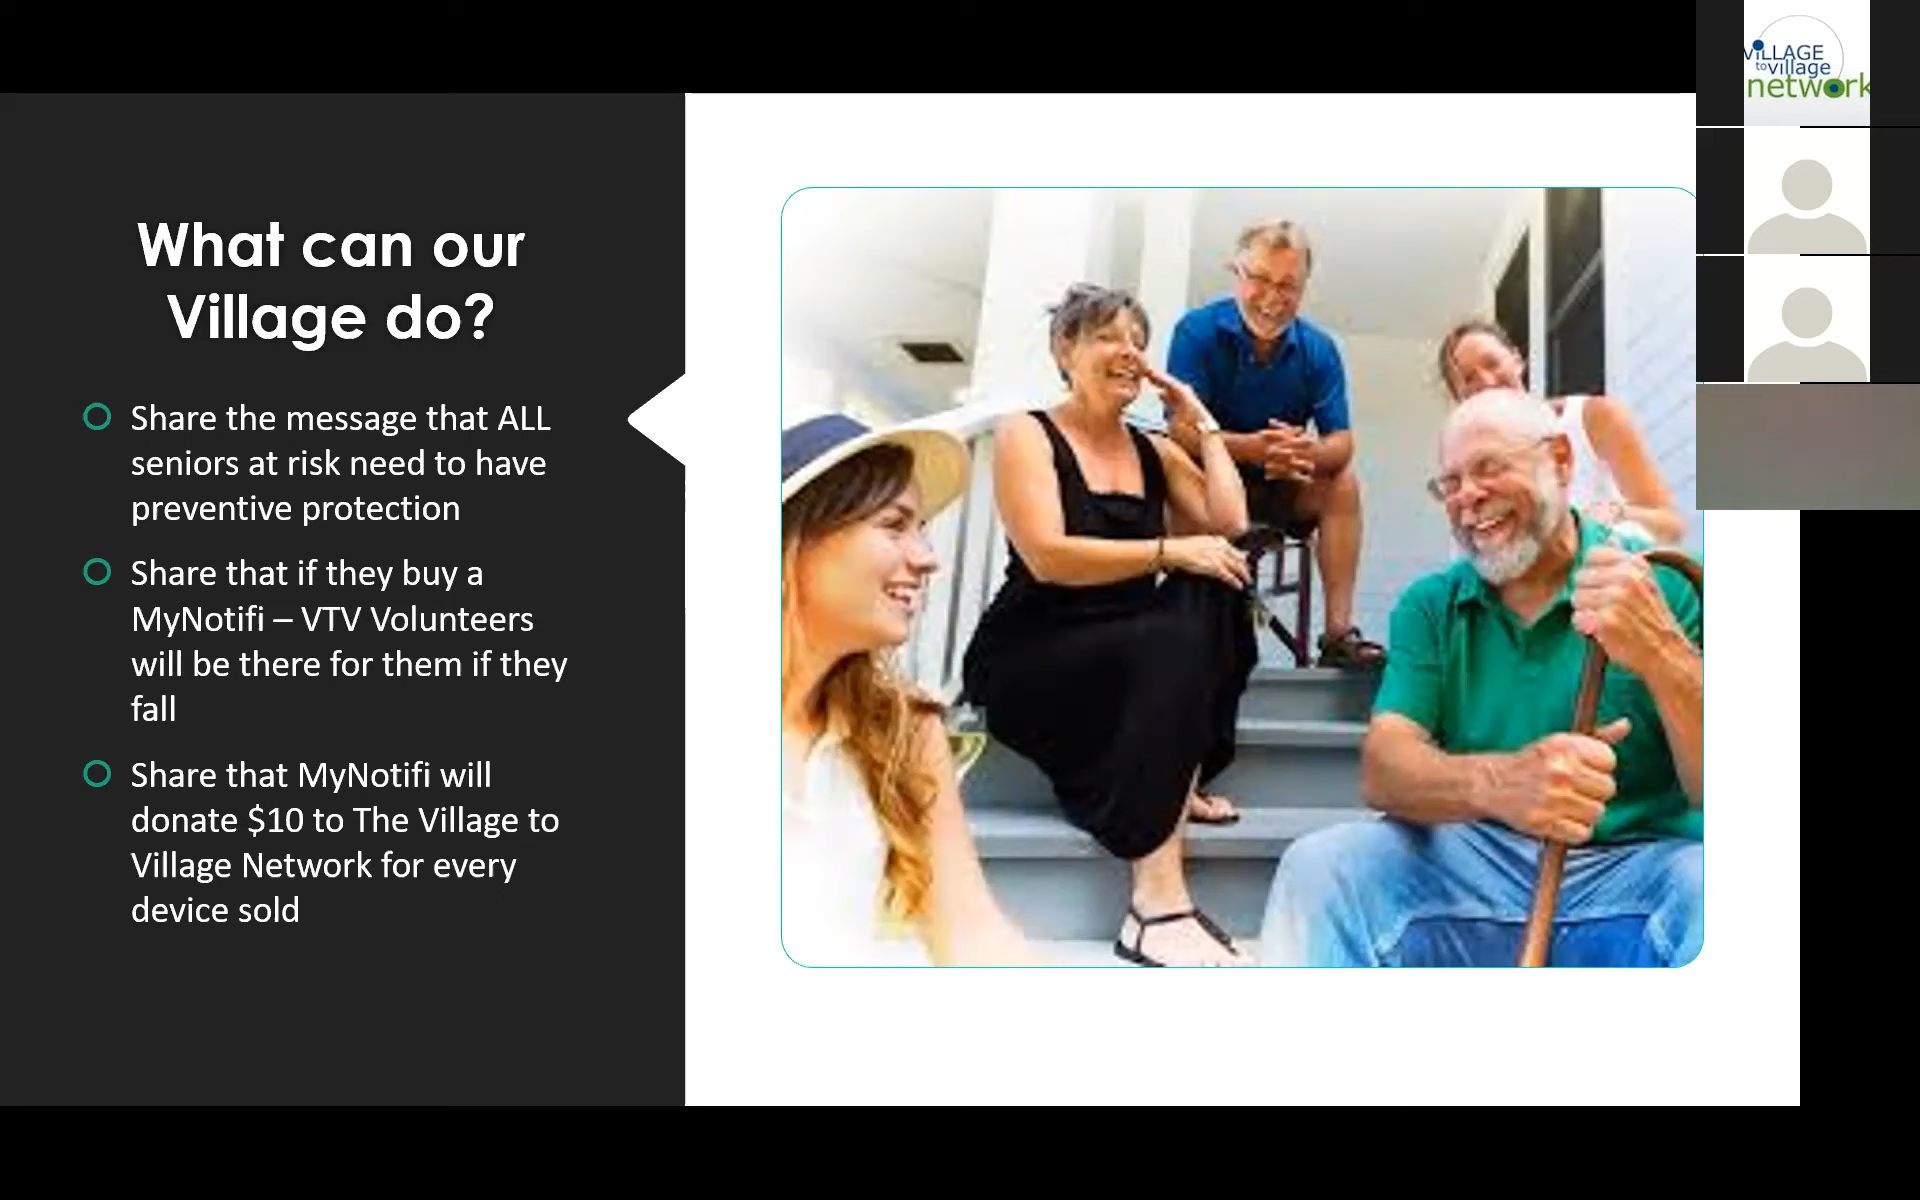 What can our
Village do?
Share the message that ALL
seniors at risk need to have
preventive protection
Share that if they buy a
MyNotifi – VTV Volunteers
will be there for them if they
fall
Share that MyNotifi will
donate $10 to The Village to
Village Network for every
device sold
ViLLAGE
to village
network